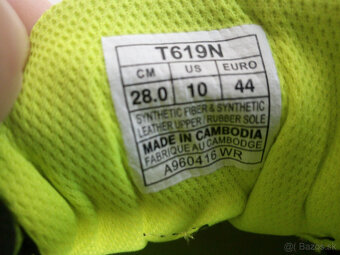 T619N
CM US EURO
28.0 10 44
SYNTHETIC FIBER & SYNTHETIC
LEATHER UPPER / RUBBER SOLE
MADE IN CAMBODIA
FABRIQUE AU CAMBODGE
A960416 WR
© Bazos.sk